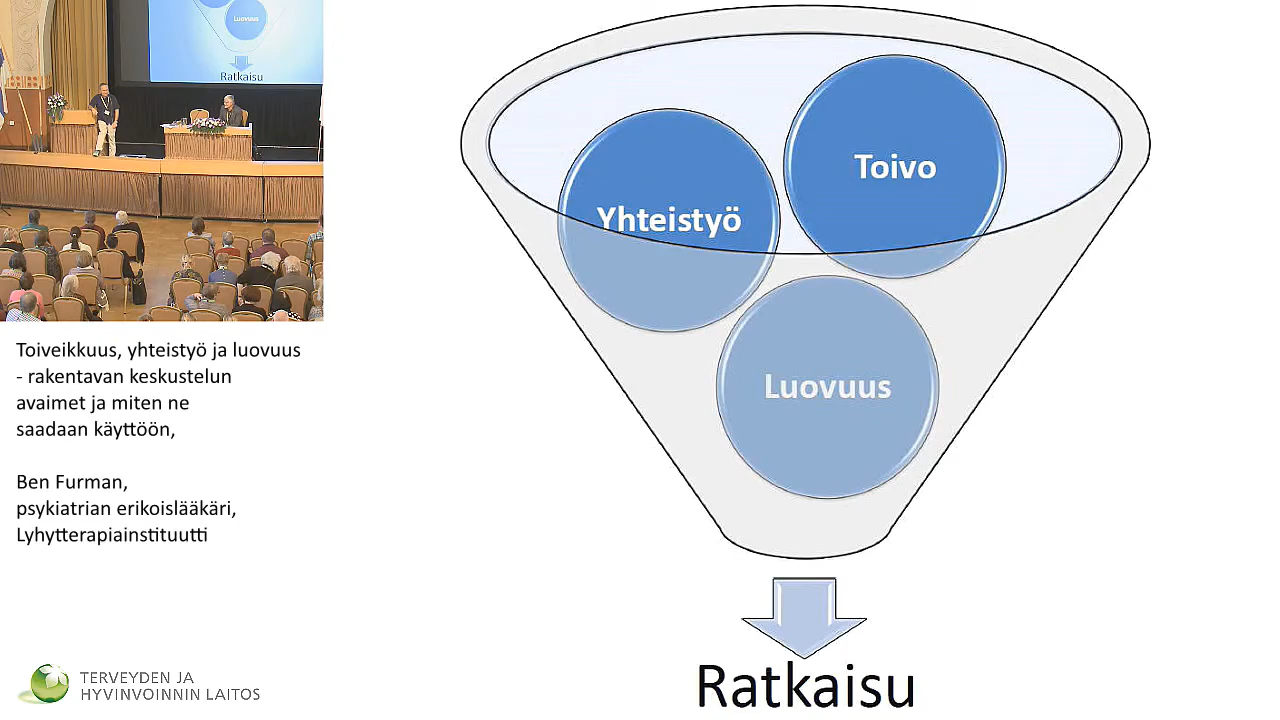 Luovuus
Ratkaisu
Toiveikkuus, yhteistyö ja luovuus
- rakentavan keskustelun
avaimet ja miten ne
saadaan käyttöön,
Ben Furman,
psykiatrian erikoislääkäri,
Lyhytterapiainstituutti
TERVEYDEN JA
HYVINVOINNIN LAITOS
Toivo
Yhteistyö
Luovuus
Ratkaisu